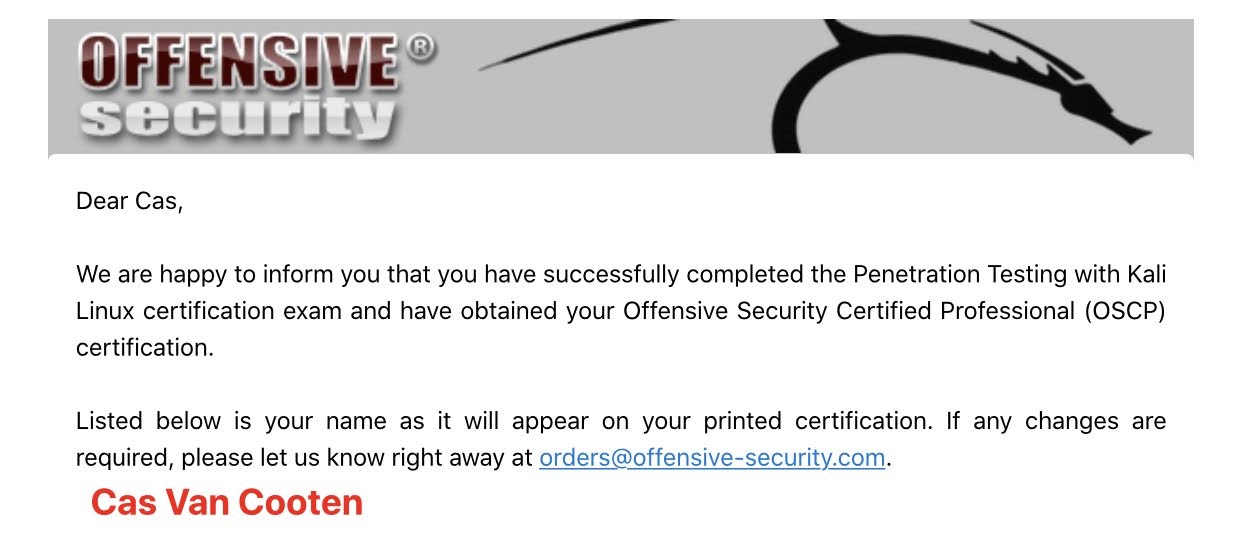 OFFENSIVE®
security
Dear Cas,
We are happy to inform you that you have successfully completed the Penetration Testing with Kali
Linux certification exam and have obtained your Offensive Security Certified Professional (OSCP)
certification.
Listed below is your name as it will appear on your printed certification. If any changes are
required, please let us know right away at orders@offensive-security.com.
Cas Van Cooten